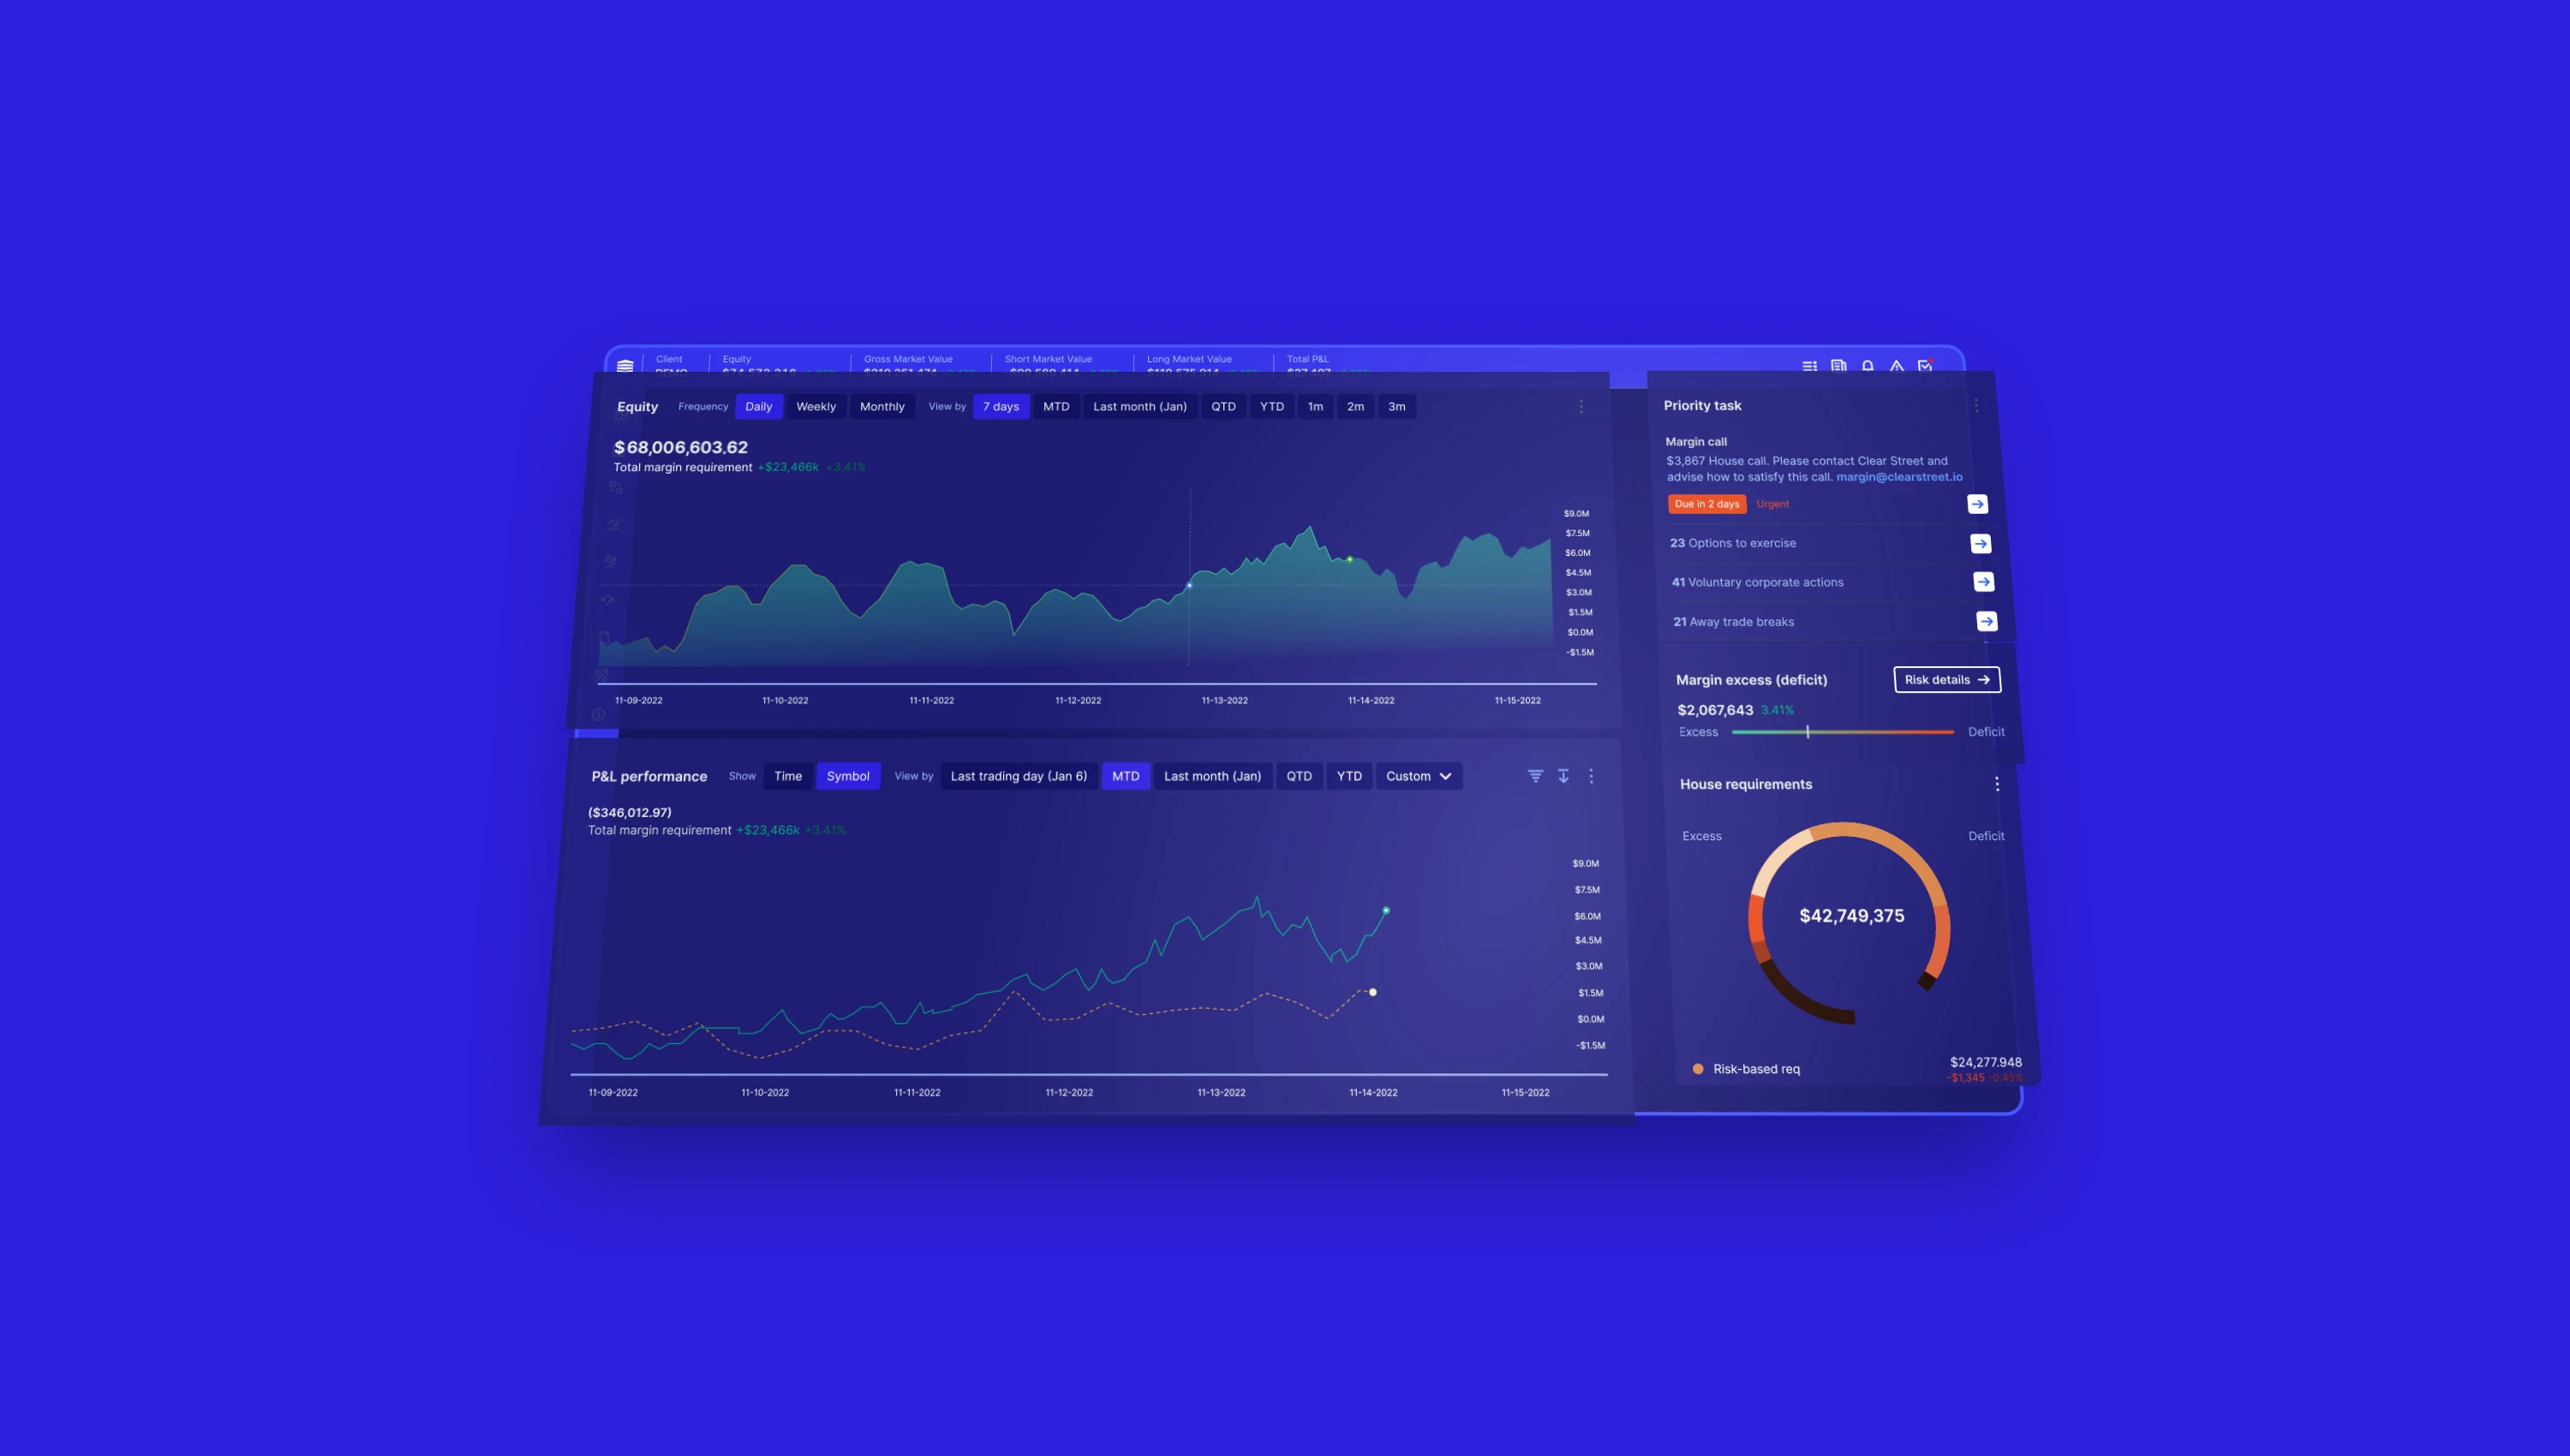 Client Equity Gross Market Value Short Market Value Long Market Value Total P&L
Equity Frequency Daily Weekly Monthly View by 7 days MTD Last month (Jan) QTD YTD 1m 2m 3m
$68,006,603.62
Total margin requirement +$23,466k +3,41%
$9.0M
$7.5M
$6.0M
$4.5M
$3.0M
$1.5M
$0.0M
-$1.5M
11-09-2022 11-10-2022 11-11-2022 11-12-2022 11-13-2022 11-14-2022 11-15-2022
P&L performance Show Time Symbol View by Last trading day (Jan 6) MTD Last month (Jan) QTD YTD Custom
($346,012.97)
Total margin requirement +$23,466k +3.41%
$9.0M
$7.5M
$6.0M
$4.5M
$3.0M
$1.5M
$0.0M
-$1.5M
11-09-2022 11-10-2022 11-11-2022 11-12-2022 11-13-2022 11-14-2022 11-15-2022
Priority task
Margin call
$3,867 House call. Please contact Clear Street and
advise how to satisfy this call. margin@clearstreet.io
Due in 2 days Urgent
23 Options to exercise
41 Voluntary corporate actions
21 Away trade breaks
Margin excess (deficit) Risk details
$2,067,643 3.41%
Excess Deficit
House requirements
Excess Deficit
$42,749,375
Risk-based req $24,277.948
-$1,345 -0.45%